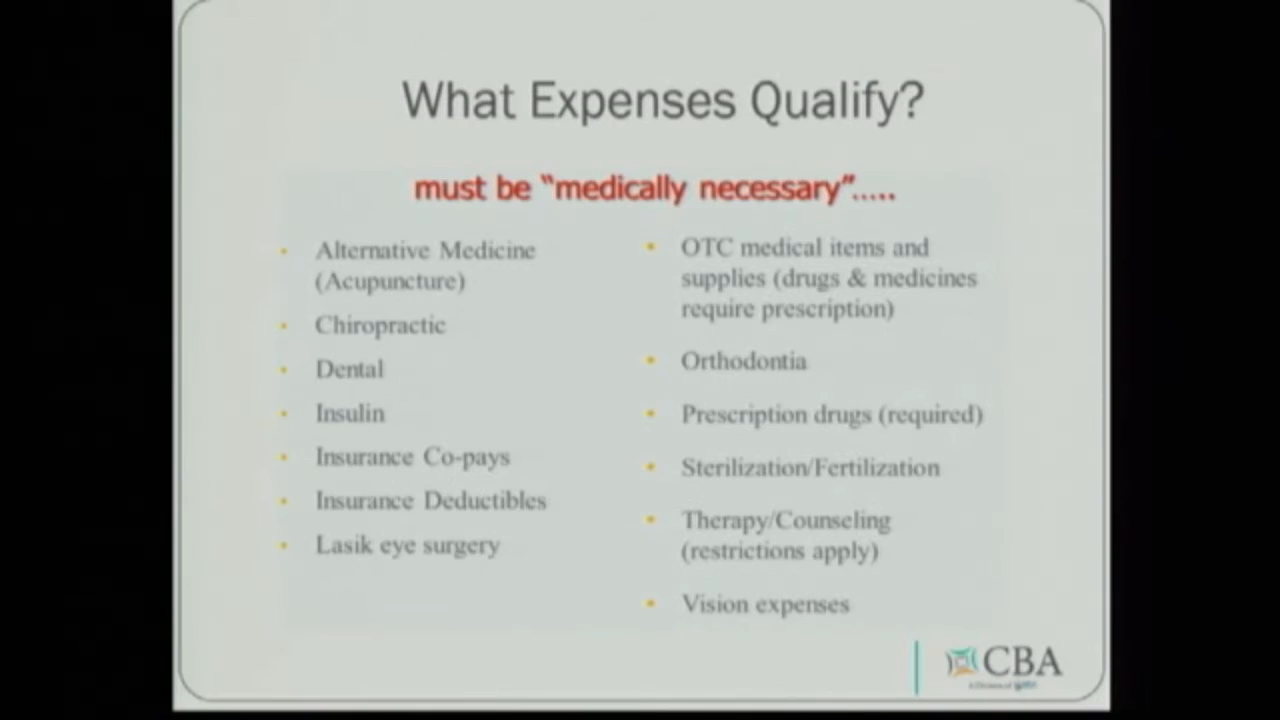 What Expenses Qualify?
must be “medically necessary”.....
Alternative Medicine
(Acupuncture)
Chiropractic
Dental
Insulin
Insurance Co-pays
Insurance Deductibles
Lasik eye surgery
OTC medical items and
supplies (drugs & medicines
require prescription)
Orthodontia
Prescription drugs (required)
Sterilization/Fertilization
Therapy/Counseling
(restrictions apply)
Vision expenses
CBA
A Division of